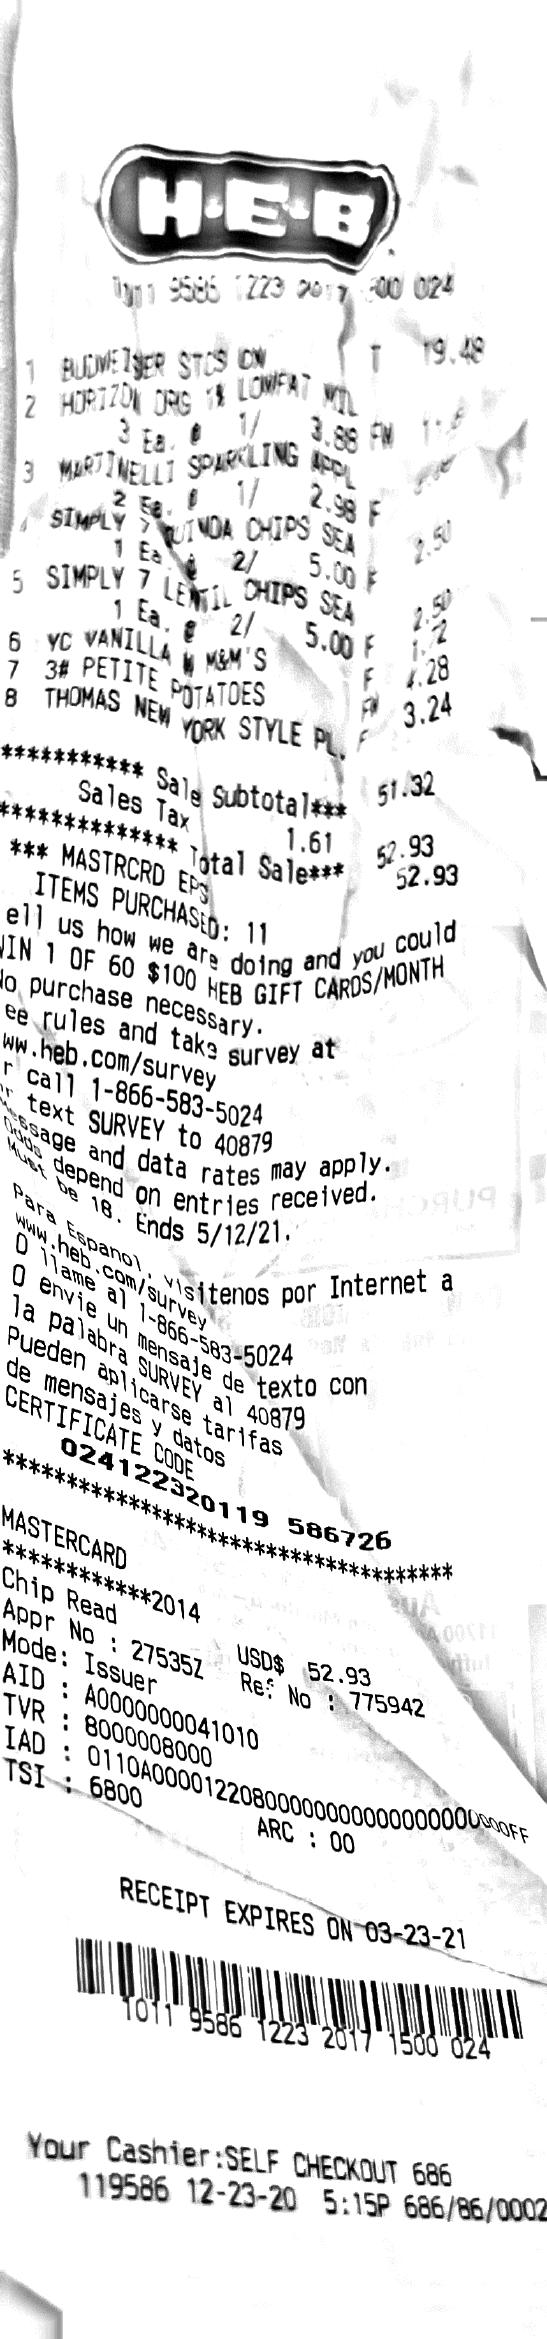 H-E-B
9586 1223 2017 024
1 BUDWEISER STCS CN T 19.48
2 HORIZON ORG 1% LOWFAT MIL
3 Ea. @ 1/ 3.88 FW
3 MARTINELLI SPARKLING APPL
2 Ea. @ 1/ 2.98 F
SIMPLY 7 QUINOA CHIPS SEA
1 Ea. @ 2/ 5.00 F 2.50
5 SIMPLY 7 LENTIL CHIPS SEA
1 Ea. @ 2/ 5.00 F 2.50
6 YC VANILLA W M&M'S F 1.72
7 3# PETITE POTATOES FW 4.28
8 THOMAS NEW YORK STYLE PL. F 3.24
*********** Sale Subtotal*** 51.32
Sales Tax 1.61
************** Total Sale*** 52.93
*** MASTRCRD EPS 52.93
ITEMS PURCHASED: 11
ell us how we are doing and you could
WIN 1 OF 60 $100 HEB GIFT CARDS/MONTH
No purchase necessary.
ee rules and take survey at
ww.heb.com/survey
r call 1-866-583-5024
or text SURVEY to 40879
Message and data rates may apply.
Odds depend on entries received.
Must be 18. Ends 5/12/21.
Para Espanol, visitenos por Internet a
www.heb.com/survey
O llame al 1-866-583-5024
O envie un mensaje de texto con
la palabra SURVEY al 40879
Pueden aplicarse tarifas
de mensajes y datos
CERTIFICATE CODE
024122320119 586726
************************************
MASTERCARD
************2014
Chip Read USD$ 52.93
Appr No : 27535Z Ref No : 775942
Mode: Issuer
AID : A0000000041010
TVR : 8000008000
IAD : 0110A00001220800000000000000000000FF
TSI : 6800 ARC : 00
RECEIPT EXPIRES ON 03-23-21
1011 9586 1223 2017 1500 024
Your Cashier:SELF CHECKOUT 686
119586 12-23-20 5:15P 686/86/0002